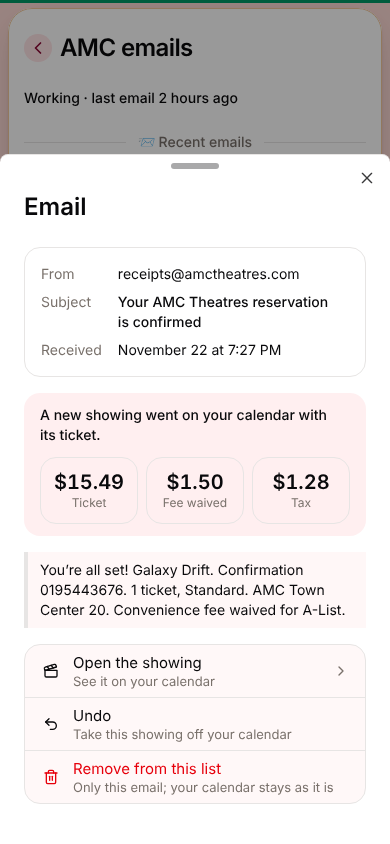 AMC emails
Working · last email 2 hours ago
📨 Recent emails
Email
From receipts@amctheatres.com
Subject Your AMC Theatres reservation
is confirmed
Received November 22 at 7:27 PM
A new showing went on your calendar with
its ticket.
$15.49 $1.50 $1.28
Ticket Fee waived Tax
You’re all set! Galaxy Drift. Confirmation
0195443676. 1 ticket, Standard. AMC Town
Center 20. Convenience fee waived for A-List.
Open the showing
See it on your calendar
Undo
Take this showing off your calendar
Remove from this list
Only this email; your calendar stays as it is